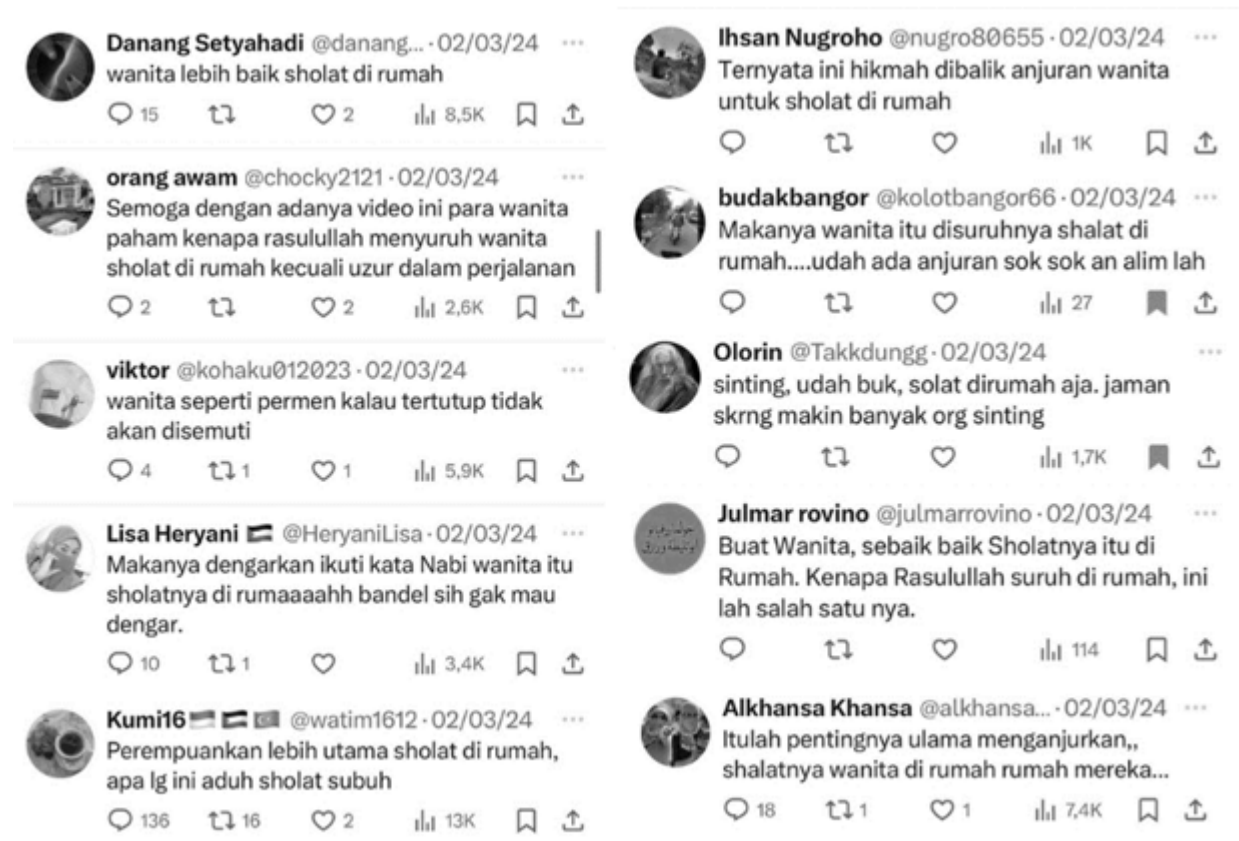 Danang Setyahadi @danang... · 02/03/24
wanita lebih baik sholat di rumah
15 2 8,5K
orang awam @chocky2121 · 02/03/24
Semoga dengan adanya video ini para wanita
paham kenapa rasulullah menyuruh wanita
sholat di rumah kecuali uzur dalam perjalanan
2 2 2,6K
viktor @kohaku012023 · 02/03/24
wanita seperti permen kalau tertutup tidak
akan disemuti
4 1 1 5,9K
Lisa Heryani @HeryaniLisa · 02/03/24
Makanya dengarkan ikuti kata Nabi wanita itu
sholatnya di rumaaaahh bandel sih gak mau
dengar.
10 1 3,4K
Kumi16 @watim1612 · 02/03/24
Perempuankan lebih utama sholat di rumah,
apa lg ini aduh sholat subuh
136 16 2 13K
Ihsan Nugroho @nugro80655 · 02/03/24
Ternyata ini hikmah dibalik anjuran wanita
untuk sholat di rumah
1K
budakbangor @kolotbangor66 · 02/03/24
Makanya wanita itu disuruhnya shalat di
rumah....udah ada anjuran sok sok an alim lah
27
Olorin @Takkdungg · 02/03/24
sinting, udah buk, solat dirumah aja. jaman
skrng makin banyak org sinting
1,7K
Julmar rovino @julmarrovino · 02/03/24
Buat Wanita, sebaik baik Sholatnya itu di
Rumah. Kenapa Rasulullah suruh di rumah, ini
lah salah satu nya.
114
Alkhansa Khansa @alkhansa... · 02/03/24
Itulah pentingnya ulama menganjurkan,,
shalatnya wanita di rumah rumah mereka...
18 1 1 7,4K